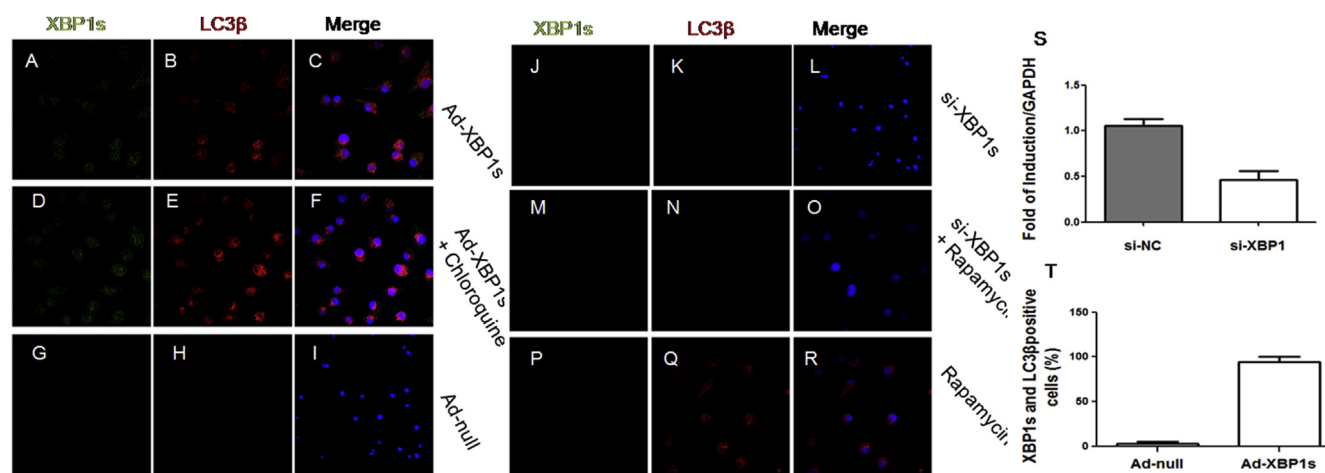 XBP1s LC3β Merge
A B C
Ad-XBP1s
D E F
Ad-XBP1s
+ Chloroquine
G H I
Ad-null
XBP1s LC3β Merge
J K L
si-XBP1s
M N O
si-XBP1s
+ Rapamycin
P Q R
Rapamycin
S
Fold of Induction/GAPDH
1.5
1.0
0.5
0.0
si-NC si-XBP1
T
XBP1s and LC3βpositive
cells (%)
150
100
50
0
Ad-null Ad-XBP1s